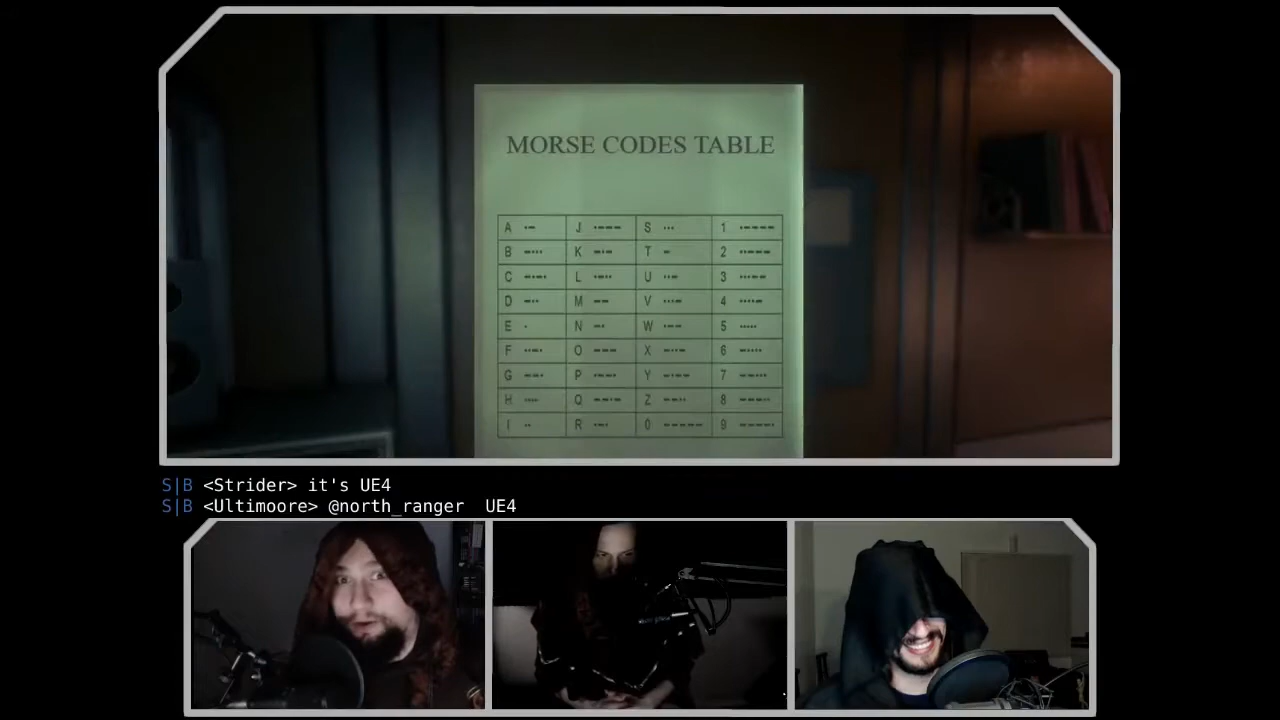 MORSE CODES TABLE
A .- J .--- S ... 1 .----
B -... K -.- T - 2 ..---
C -.-. L .-.. U ..- 3 ...--
D -.. M -- V ...- 4 ....-
E . N -. W .-- 5 .....
F ..-. O --- X -..- 6 -....
G --. P .--. Y -.-- 7 --...
H .... Q --.- Z --.. 8 ---..
I .. R .-. 0 ----- 9 ----.
S|B <Strider> it's UE4
S|B <Ultimoore> @north_ranger  UE4